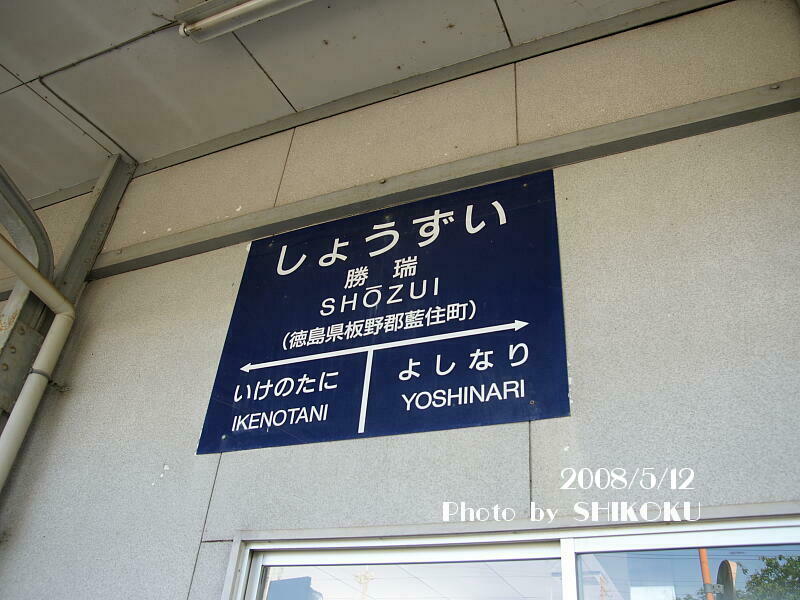 しょうずい
勝瑞
SHŌZUI
(徳島県板野郡藍住町)
いけのたに
IKENOTANI
よしなり
YOSHINARI
2008/5/12
Photo by SHIKOKU